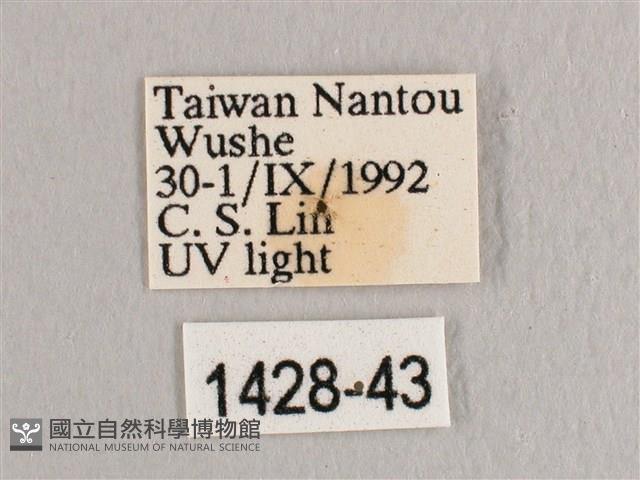 Taiwan Nantou
Wushe
30-1/IX/1992
C. S. Lin
UV light
1428-43
國立自然科學博物館
NATIONAL MUSEUM OF NATURAL SCIENCE